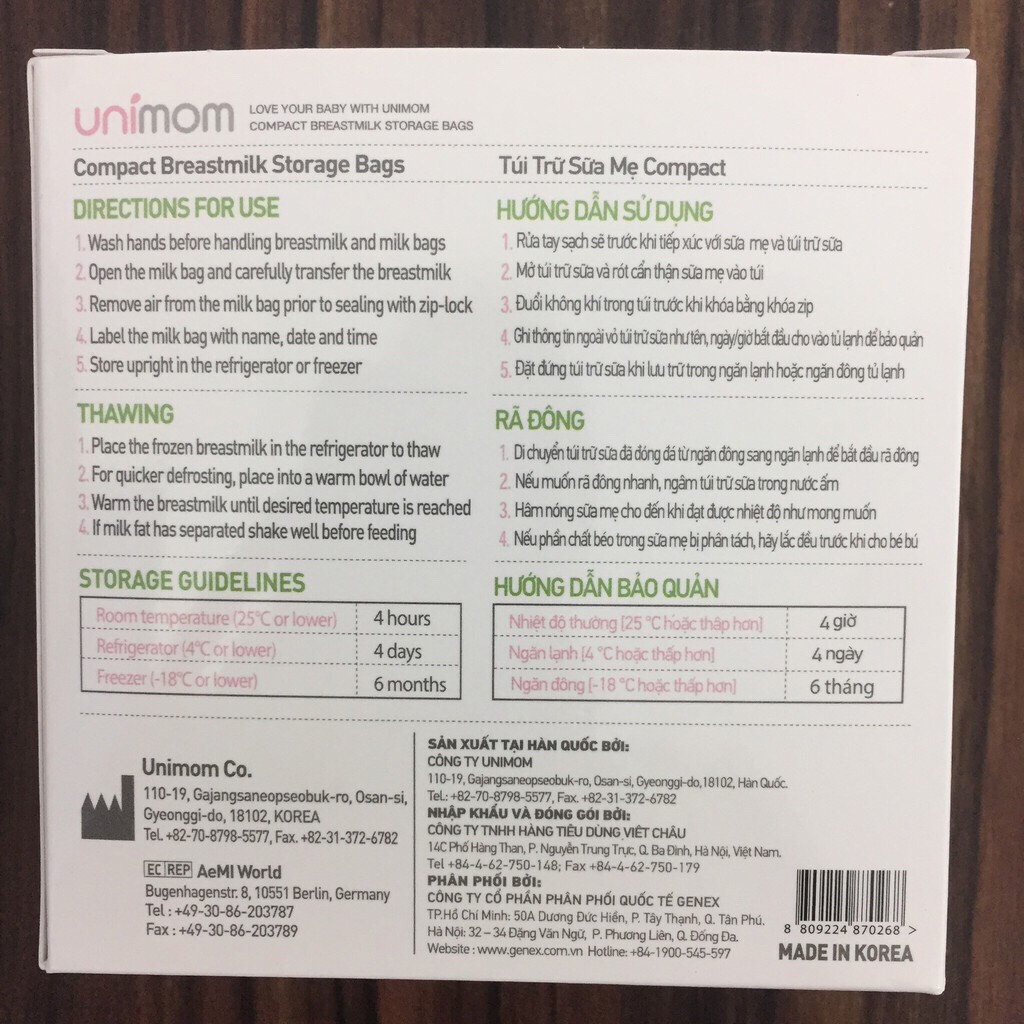 unimom
LOVE YOUR BABY WITH UNIMOM
COMPACT BREASTMILK STORAGE BAGS
Compact Breastmilk Storage Bags
DIRECTIONS FOR USE
1. Wash hands before handling breastmilk and milk bags
2. Open the milk bag and carefully transfer the breastmilk
3. Remove air from the milk bag prior to sealing with zip-lock
4. Label the milk bag with name, date and time
5. Store upright in the refrigerator or freezer
THAWING
1. Place the frozen breastmilk in the refrigerator to thaw
2. For quicker defrosting, place into a warm bowl of water
3. Warm the breastmilk until desired temperature is reached
4. If milk fat has separated shake well before feeding
STORAGE GUIDELINES
Room temperature (25°C or lower) 4 hours
Refrigerator (4°C or lower) 4 days
Freezer (-18°C or lower) 6 months
Túi Trữ Sữa Mẹ Compact
HƯỚNG DẪN SỬ DỤNG
1. Rửa tay sạch sẽ trước khi tiếp xúc với sữa mẹ và túi trữ sữa
2. Mở túi trữ sữa và rót cẩn thận sữa mẹ vào túi
3. Đuổi không khí trong túi trước khi khóa bằng khóa zip
4. Ghi thông tin ngoài vỏ túi trữ sữa như tên, ngày/giờ bắt đầu cho vào tủ lạnh để bảo quản
5. Đặt đứng túi trữ sữa khi lưu trữ trong ngăn lạnh hoặc ngăn đông tủ lạnh
RÃ ĐÔNG
1. Di chuyển túi trữ sữa đã đóng đá từ ngăn đông sang ngăn lạnh để bắt đầu rã đông
2. Nếu muốn rã đông nhanh, ngâm túi trữ sữa trong nước ấm
3. Hâm nóng sữa mẹ cho đến khi đạt được nhiệt độ như mong muốn
4. Nếu phần chất béo trong sữa mẹ bị phân tách, hãy lắc đều trước khi cho bé bú
HƯỚNG DẪN BẢO QUẢN
Nhiệt độ thường [25 °C hoặc thấp hơn] 4 giờ
Ngăn lạnh [4 °C hoặc thấp hơn] 4 ngày
Ngăn đông [-18 °C hoặc thấp hơn] 6 tháng
Unimom Co.
110-19, Gajangsaneopseobuk-ro, Osan-si,
Gyeonggi-do, 18102, KOREA
Tel. +82-70-8798-5577, Fax. +82-31-372-6782
EC REP AeMI World
Bugenhagenstr. 8, 10551 Berlin, Germany
Tel : +49-30-86-203787
Fax : +49-30-86-203789
SẢN XUẤT TẠI HÀN QUỐC BỞI:
CÔNG TY UNIMOM
110-19, Gajangsaneopseobuk-ro, Osan-si, Gyeonggi-do,18102, Hàn Quốc.
Tel.: +82-70-8798-5577, Fax. +82-31-372-6782
NHẬP KHẨU VÀ ĐÓNG GÓI BỞI:
CÔNG TY TNHH HÀNG TIÊU DÙNG VIỆT CHÂU
14C Phố Hàng Than, P. Nguyễn Trung Trực, Q. Ba Đình, Hà Nội, Việt Nam.
Tel +84-4-62-750-148; Fax +84-4-62-750-179
PHÂN PHỐI BỞI:
CÔNG TY CỔ PHẦN PHÂN PHỐI QUỐC TẾ GENEX
TP.Hồ Chí Minh: 50A Dương Đức Hiền, P. Tây Thạnh, Q. Tân Phú.
Hà Nội: 32 – 34 Đặng Văn Ngữ, P. Phương Liên, Q. Đống Đa.
Website : www.genex.com.vn Hotline: +84-1900-545-597
8 809224 870268 >
MADE IN KOREA